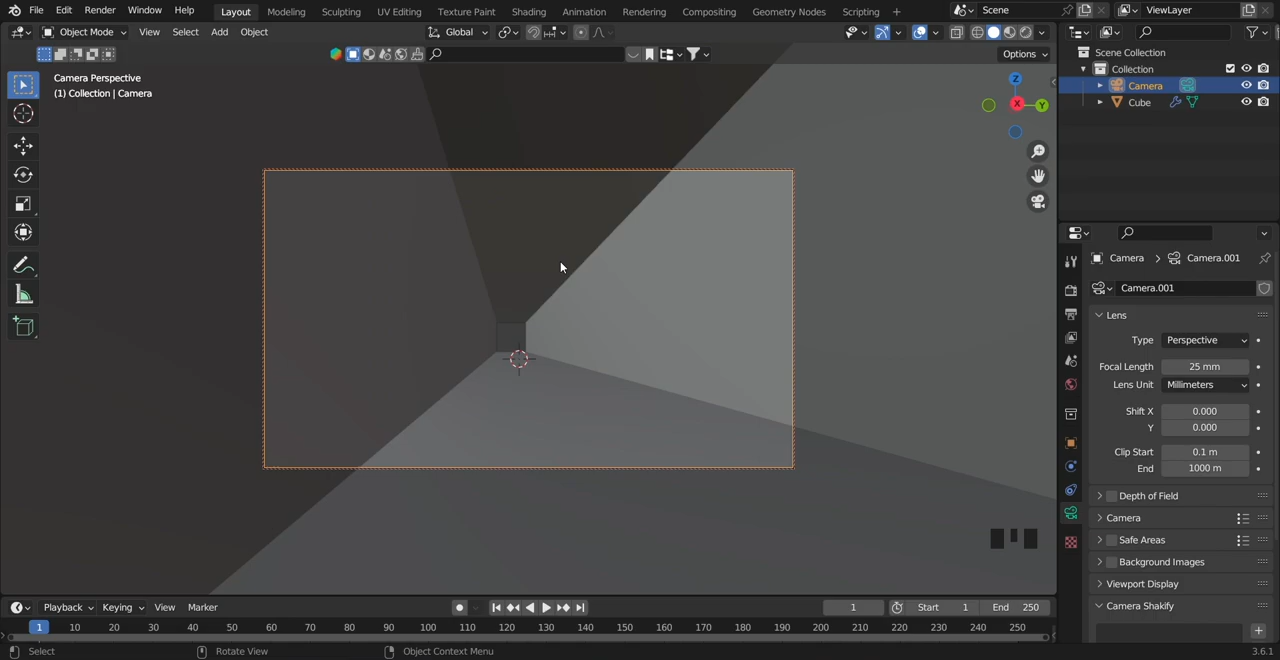 File Edit Render Window Help Layout Modeling Sculpting UV Editing Texture Paint Shading Animation Rendering Compositing Geometry Nodes Scripting + Scene ViewLayer
Object Mode View Select Add Object Global
Options
Camera Perspective
(1) Collection | Camera
Z
X
Y
Scene Collection
Collection
Camera
Cube
Camera > Camera.001
Camera.001
Lens
Type Perspective
Focal Length 25 mm
Lens Unit Millimeters
Shift X 0.000
Y 0.000
Clip Start 0.1 m
End 1000 m
Depth of Field
Camera
Safe Areas
Background Images
Viewport Display
Camera Shakify
Playback Keying View Marker 1 Start 1 End 250
1 10 20 30 40 50 60 70 80 90 100 110 120 130 140 150 160 170 180 190 200 210 220 230 240 250
Select Rotate View Object Context Menu 3.6.1